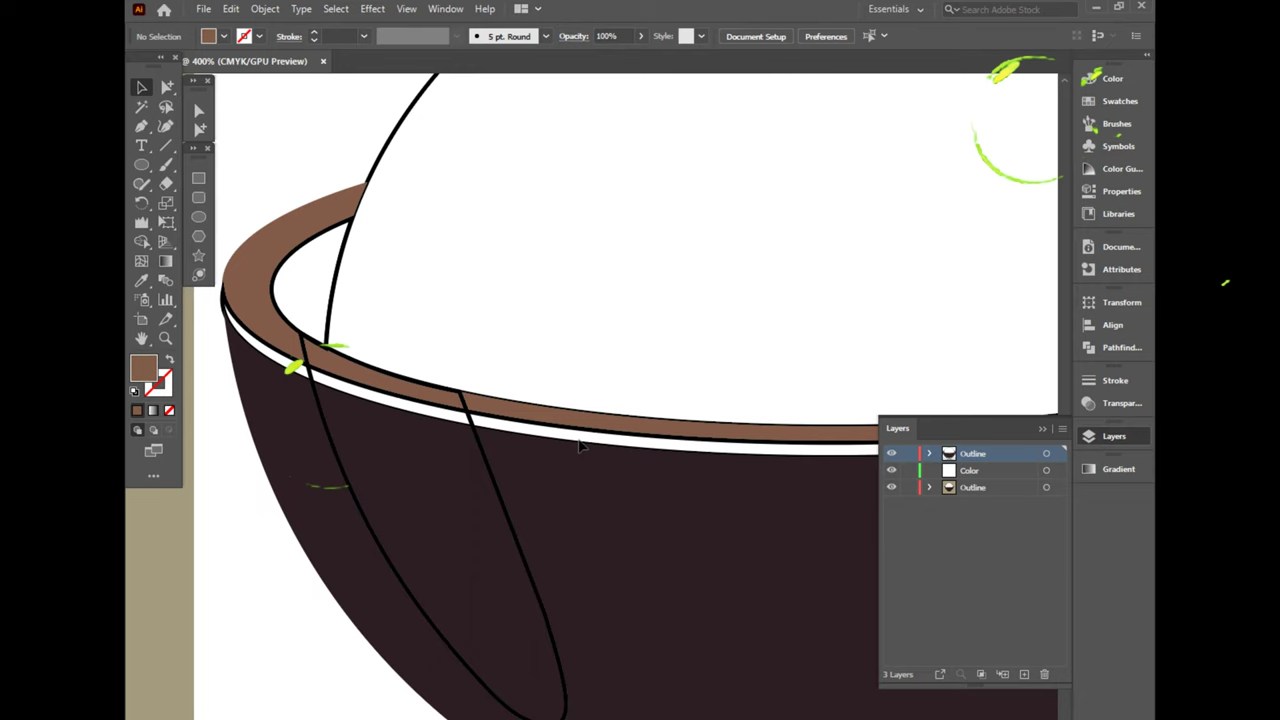 Ai File Edit Object Type Select Effect View Window Help Essentials Search Adobe Stock
No Selection Stroke: 5 pt. Round Opacity: 100% Style: Document Setup Preferences
@ 400% (CMYK/GPU Preview)
Color
Swatches
Brushes
Symbols
Color Gu...
Properties
Libraries
Docume...
Attributes
Transform
Align
Pathfind...
Stroke
Transpar...
Layers
Gradient
Layers
Outline
Color
Outline
3 Layers